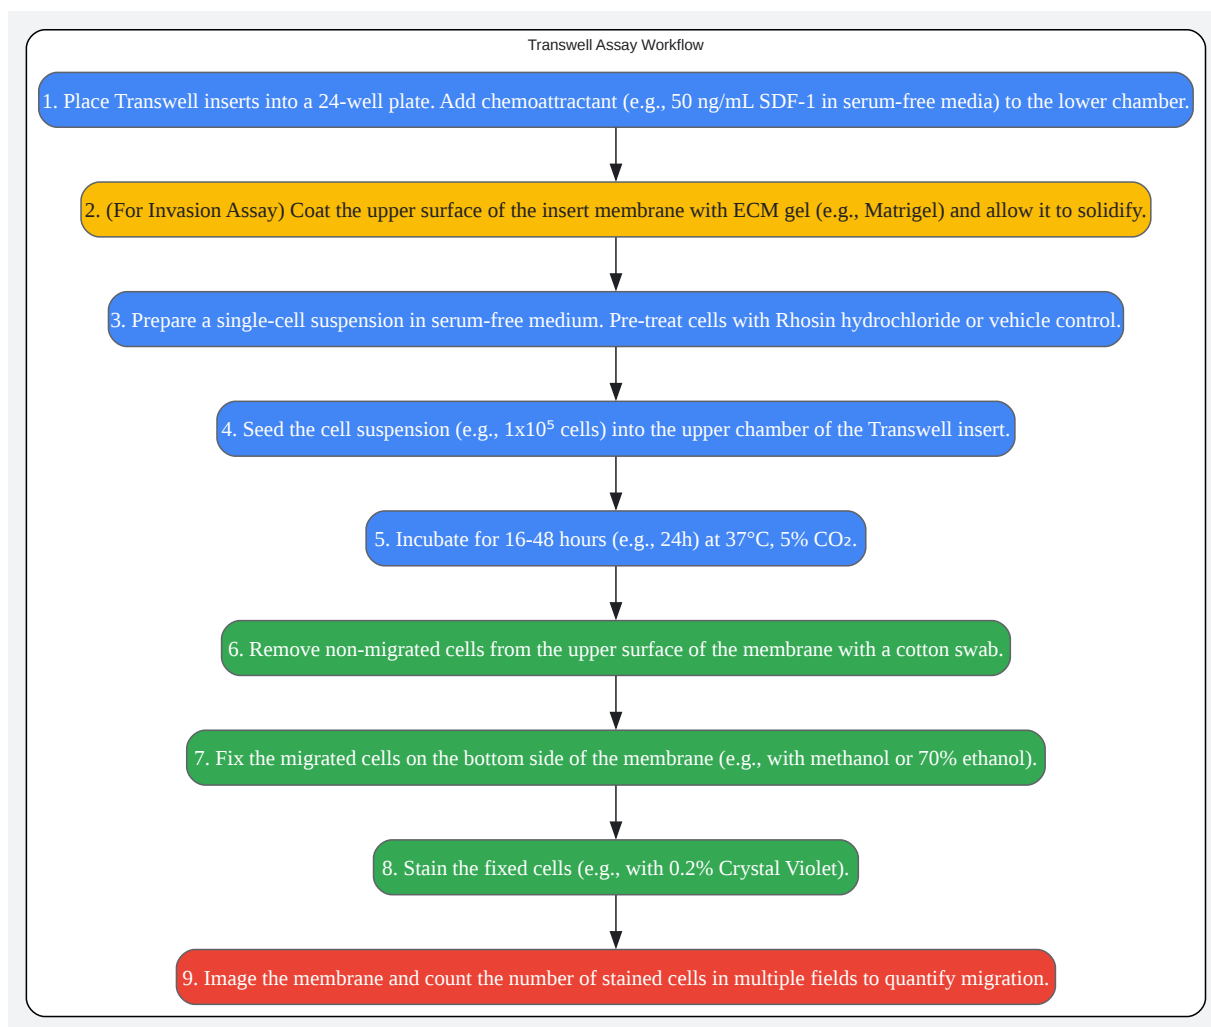 Transwell Assay Workflow
1. Place Transwell inserts into a 24-well plate. Add chemoattractant (e.g., 50 ng/mL SDF-1 in serum-free media) to the lower chamber.
2. (For Invasion Assay) Coat the upper surface of the insert membrane with ECM gel (e.g., Matrigel) and allow it to solidify.
3. Prepare a single-cell suspension in serum-free medium. Pre-treat cells with Rhosin hydrochloride or vehicle control.
4. Seed the cell suspension (e.g., 1x10⁵ cells) into the upper chamber of the Transwell insert.
5. Incubate for 16-48 hours (e.g., 24h) at 37°C, 5% CO₂.
6. Remove non-migrated cells from the upper surface of the membrane with a cotton swab.
7. Fix the migrated cells on the bottom side of the membrane (e.g., with methanol or 70% ethanol).
8. Stain the fixed cells (e.g., with 0.2% Crystal Violet).
9. Image the membrane and count the number of stained cells in multiple fields to quantify migration.